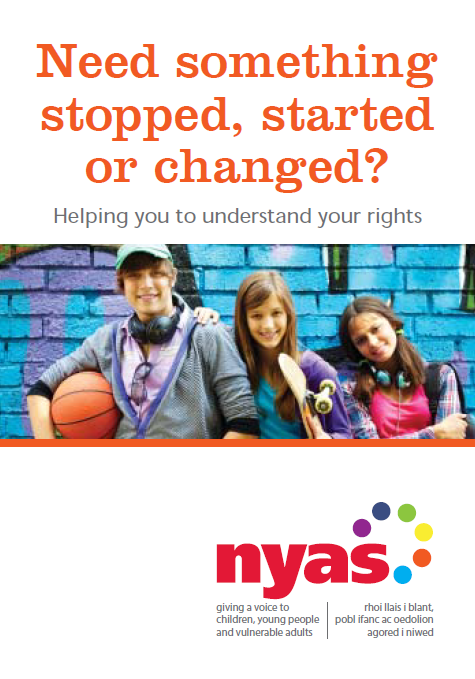 Need something
stopped, started
or changed?
Helping you to understand your rights
nyas
giving a voice to
children, young people
and vulnerable adults
rhoi llais i blant,
pobl ifanc ac oedolion
agored i niwed